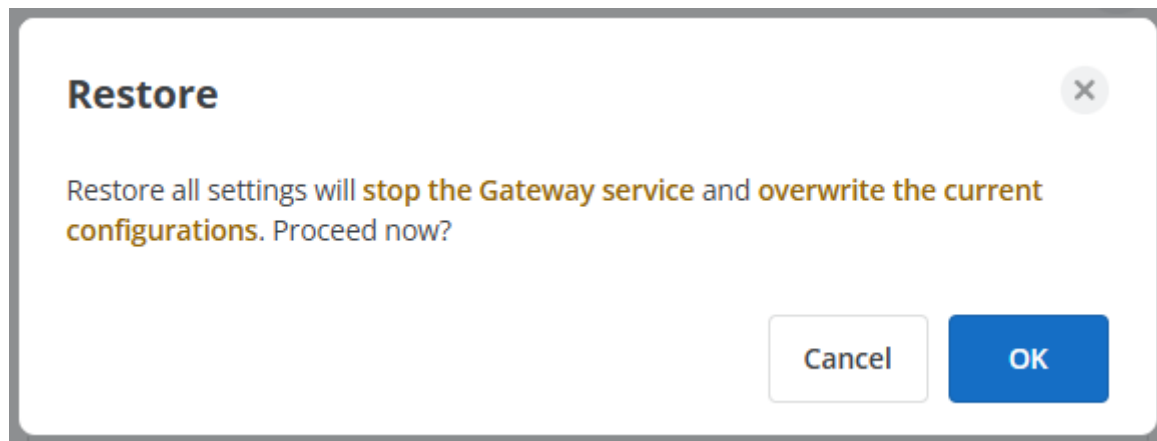 Restore
Restore all settings will stop the Gateway service and overwrite the current
configurations. Proceed now?
Cancel
OK